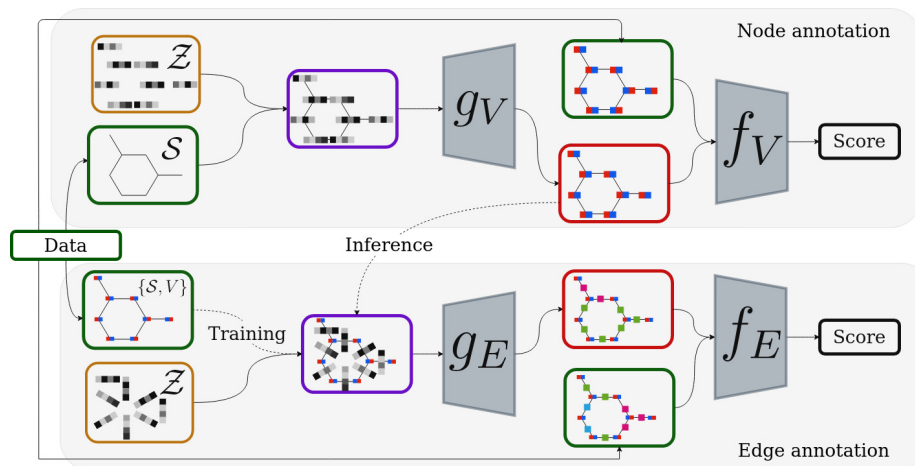 Node annotation
𝒵
𝒮
g_V
f_V
Score
Data
Inference
{𝒮, V}
Training
𝒵
g_E
f_E
Score
Edge annotation